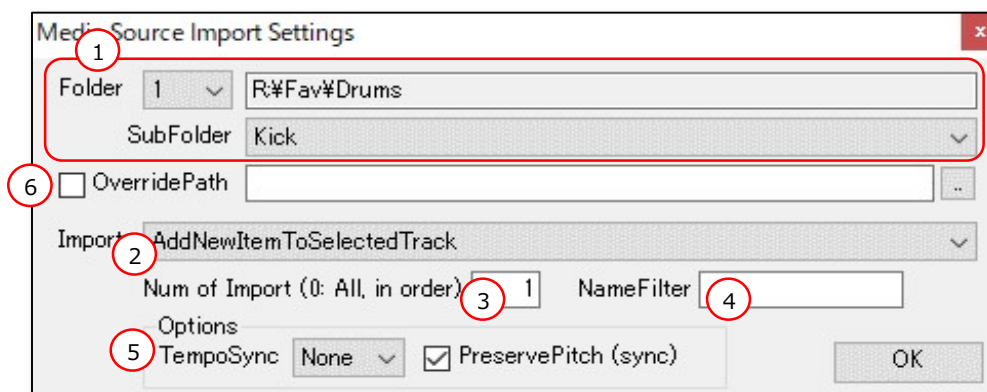 Media Source Import Settings
x
1
Folder 1 R:¥Fav¥Drums
SubFolder Kick
6 OverridePath ..
Import AddNewItemToSelectedTrack
2
Num of Import (0: All, in order) 3 1 NameFilter 4
Options
5 TempoSync None PreservePitch (sync) OK